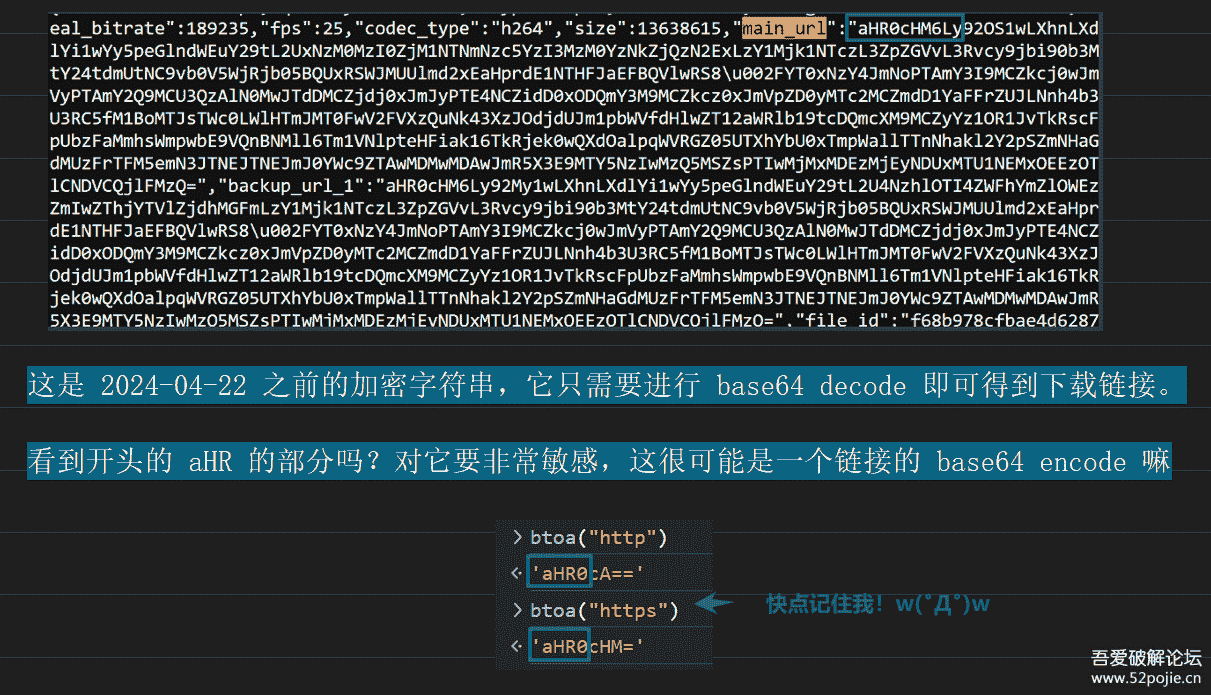 eal_bitrate":189235,"fps":25,"codec_type":"h264","size":13638615,"main_url":"aHR0cHM6Ly92OS1wLXhnLXd
lYi1wYy5peGlndWEuY29tL2UxNzM0MzI0ZjM1NTNmNzc5YzI3MzM0YzNkZjQzN2ExLzY1Mjk1NTczL3ZpZGVvL3Rvcy9jbi90b3M
tY24tdmUtNC9vb0V5WjRjb05BQUxRSWJMUUlmd2xEaHprdE1NTHFJaEFBQVlwRS8\u002FYT0xNzY4JmNoPTAmY3I9MCZkcj0wJm
VyPTAmY2Q9MCU3QzAlN0MwJTdDMCZjdj0xJmJyPTE4NCZidD0xODQmY3M9MCZkcz0xJmVpZD0yMTc2MCZmdD1YaFFrZUJLNnh4b3
U3RC5fM1BoMTJsTWc0LWlHTmJMT0FwV2FVXzQuNk43XzJOdjdUJm1pbWVfdHlwZT12aWRlb19tcDQmcXM9MCZyYz1OR1JvTkRscF
pUbzFaMmhsWmpwbE9VQnBNMll6Tm1VNlpteHFiak16TkRjek0wQXdOalpqWVRGZ05UTXhYbU0xTmpWallTTnNhakl2Y2pSZmNHaG
dMUzFrTFM5emN3JTNEJTNEJmJ0YWc9ZTAwMDMwMDAwJmR5X3E9MTY5NzIwMzQ5MSZsPTIwMjMxMDEzMjEyNDUxMTU1NEMxOEEzOT
lCNDVCQjlFMzQ=","backup_url_1":"aHR0cHM6Ly92My1wLXhnLXdlYi1wYy5peGlndWEuY29tL2U4NzhlOTI4ZWFhYmZlOWEz
ZmIwZThjYTVlZjdhMGFmLzY1Mjk1NTczL3ZpZGVvL3Rvcy9jbi90b3MtY24tdmUtNC9vb0V5WjRjb05BQUxRSWJMUUlmd2xEaHpr
dE1NTHFJaEFBQVlwRS8\u002FYT0xNzY4JmNoPTAmY3I9MCZkcj0wJmVyPTAmY2Q9MCU3QzAlN0MwJTdDMCZjdj0xJmJyPTE4NCZ
idD0xODQmY3M9MCZkcz0xJmVpZD0yMTc2MCZmdD1YaFFrZUJLNnh4b3U3RC5fM1BoMTJsTWc0LWlHTmJMT0FwV2FVXzQuNk43XzJ
OdjdUJm1pbWVfdHlwZT12aWRlb19tcDQmcXM9MCZyYz1OR1JvTkRscFpUbzFaMmhsWmpwbE9VQnBNMll6Tm1VNlpteHFiak16TkR
jek0wQXdOalpqWVRGZ05UTXhYbU0xTmpWallTTnNhakl2Y2pSZmNHaGdMUzFrTFM5emN3JTNEJTNEJmJ0YWc9ZTAwMDMwMDAwJmR
5X3E9MTY5NzIwMzQ5MSZsPTIwMjMxMDEzMjEyNDUxMTU1NEMxOEEzOTlCNDVCQjlFMzQ=","file_id":"f68b978cfbae4d6287
这是 2024-04-22 之前的加密字符串，它只需要进行 base64 decode 即可得到下载链接。
看到开头的 aHR 的部分吗？对它要非常敏感，这很可能是一个链接的 base64 encode 嘛
> btoa("http")
< 'aHR0cA=='
> btoa("https")
快点记住我！w(ﾟДﾟ)w
< 'aHR0cHM='
吾爱破解论坛
www.52pojie.cn